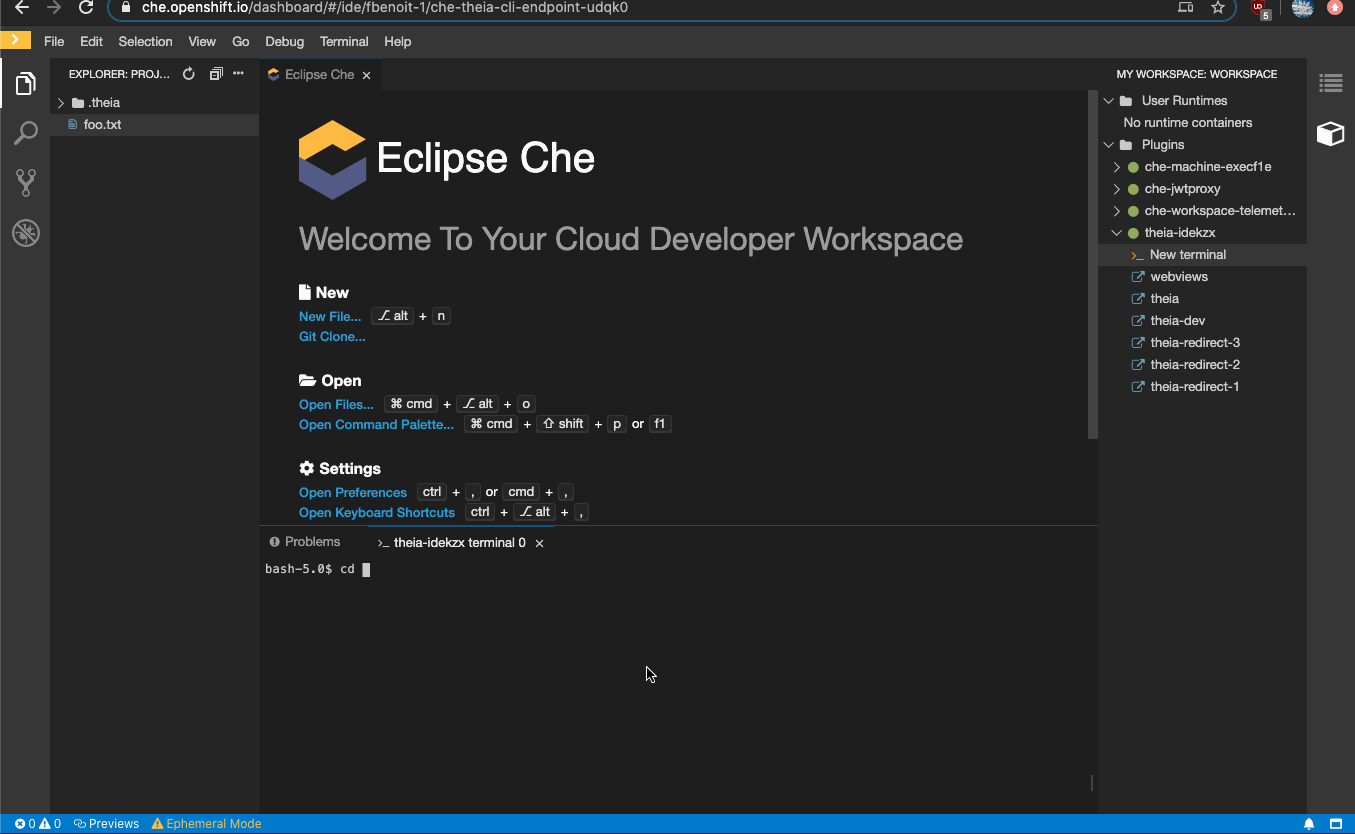 che.openshift.io/dashboard/#/ide/fbenoit-1/che-theia-cli-endpoint-udqk0
5
File Edit Selection View Go Debug Terminal Help
EXPLORER: PROJ...
.theia
foo.txt
Eclipse Che
Eclipse Che
Welcome To Your Cloud Developer Workspace
New
New File... ⌥ alt + n
Git Clone...
Open
Open Files... ⌘ cmd + ⌥ alt + o
Open Command Palette... ⌘ cmd + ⇧ shift + p or f1
Settings
Open Preferences ctrl + , or cmd + ,
Open Keyboard Shortcuts ctrl + ⌥ alt + ,
Problems >_ theia-idekzx terminal 0
bash-5.0$ cd
MY WORKSPACE: WORKSPACE
User Runtimes
No runtime containers
Plugins
che-machine-execf1e
che-jwtproxy
che-workspace-telemet...
theia-idekzx
>_ New terminal
webviews
theia
theia-dev
theia-redirect-3
theia-redirect-2
theia-redirect-1
0 0 Previews Ephemeral Mode